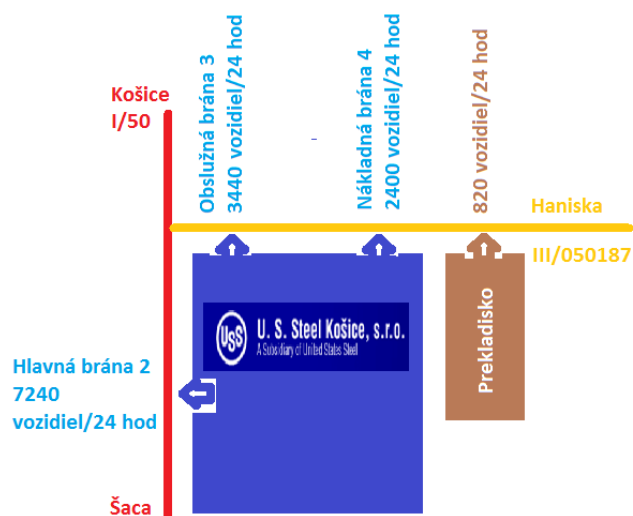 Košice
I/50
Obslužná brána 3
3440 vozidiel/24 hod
Nákladná brána 4
2400 vozidiel/24 hod
820 vozidiel/24 hod
Haniska
III/050187
USS
U. S. Steel Košice, s.r.o.
A Subsidiary of United States Steel
Prekladisko
Hlavná brána 2
7240
vozidiel/24 hod
Šaca